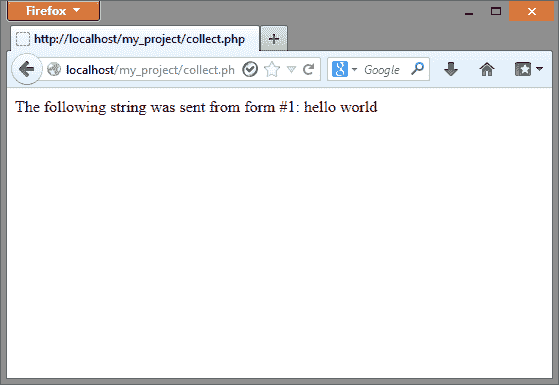 Firefox
http://localhost/my_project/collect.php
localhost/my_project/collect.ph
Google
The following string was sent from form #1: hello world